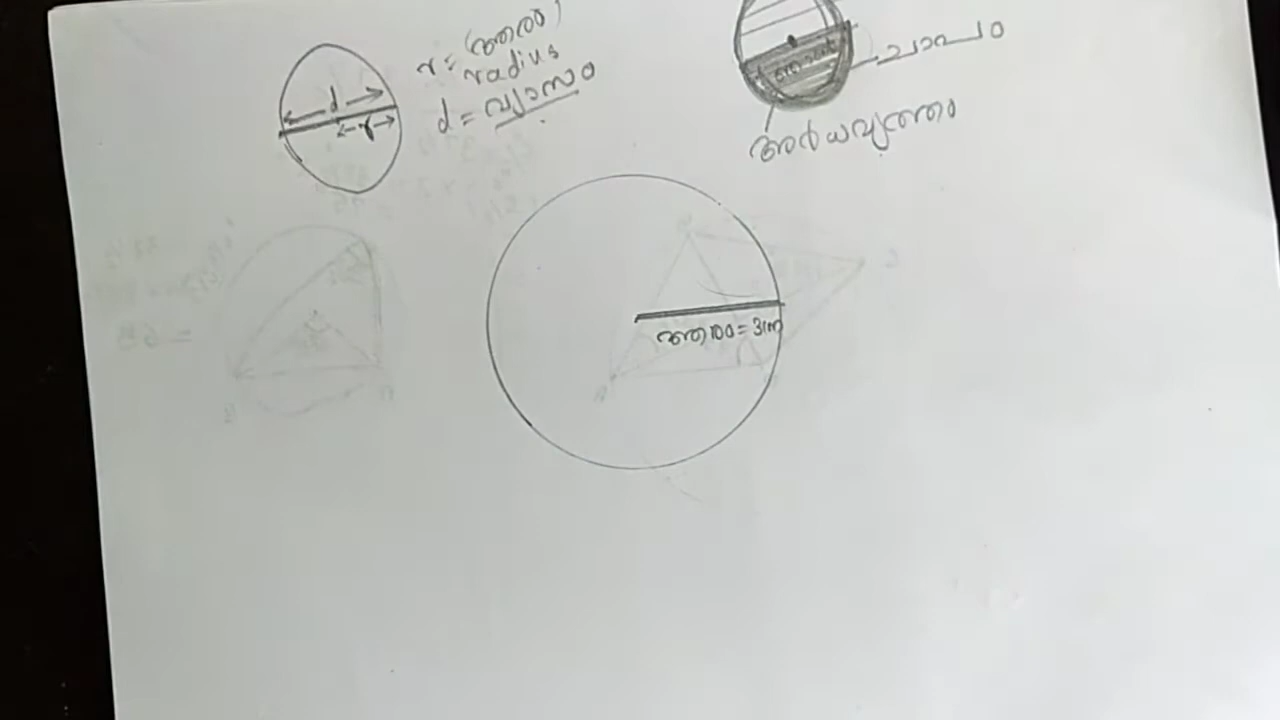 d
r
r = (ആരം)
radius
d = വ്യാസം
ചാപം
അർധവൃത്തം
ആരം = 3cm